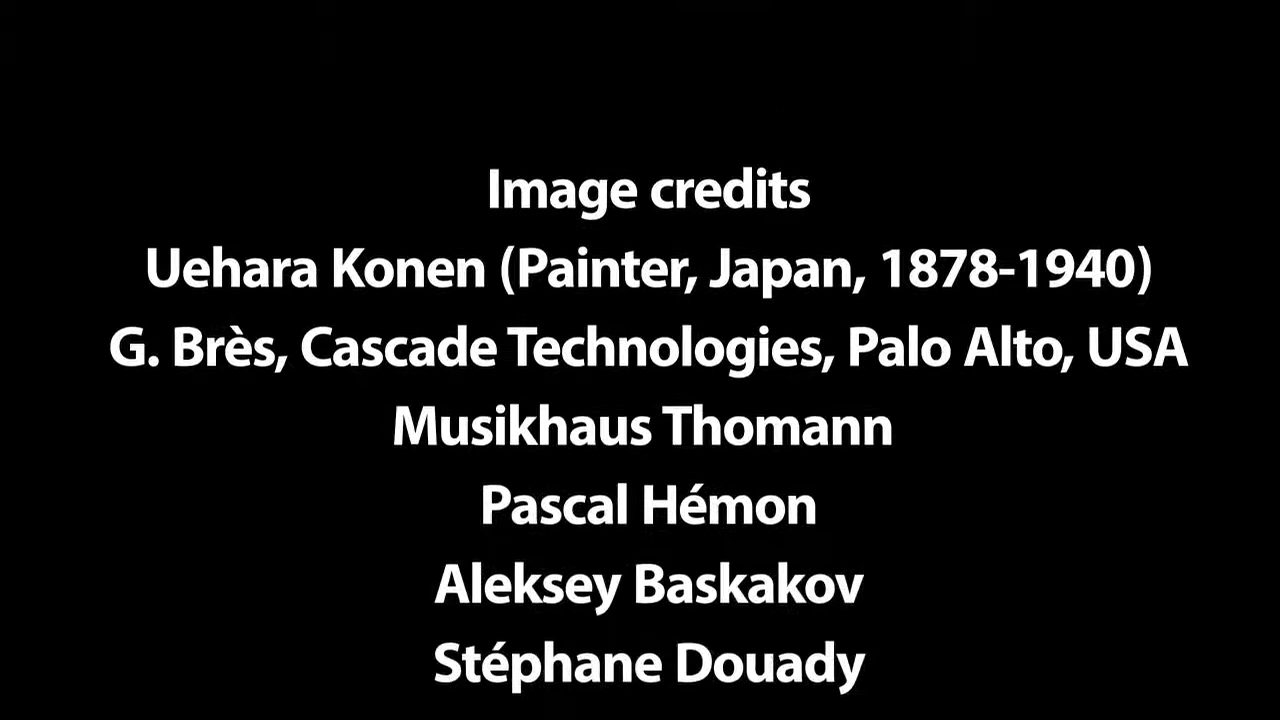 Image credits
Uehara Konen (Painter, Japan, 1878-1940)
G. Brès, Cascade Technologies, Palo Alto, USA
Musikhaus Thomann
Pascal Hémon
Aleksey Baskakov
Stéphane Douady